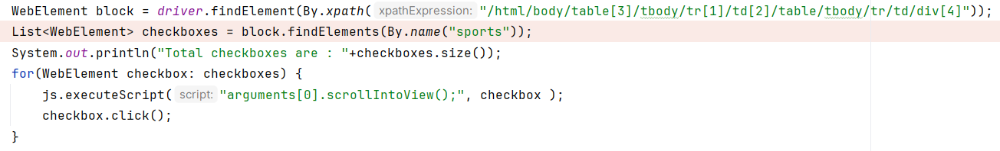 WebElement block = driver.findElement(By.xpath( xpathExpression: "/html/body/table[3]/tbody/tr[1]/td[2]/table/tbody/tr/td/div[4]"));
List<WebElement> checkboxes = block.findElements(By.name("sports"));
System.out.println("Total checkboxes are : "+checkboxes.size());
for(WebElement checkbox: checkboxes) {
    js.executeScript( script: "arguments[0].scrollIntoView();", checkbox );
    checkbox.click();
}